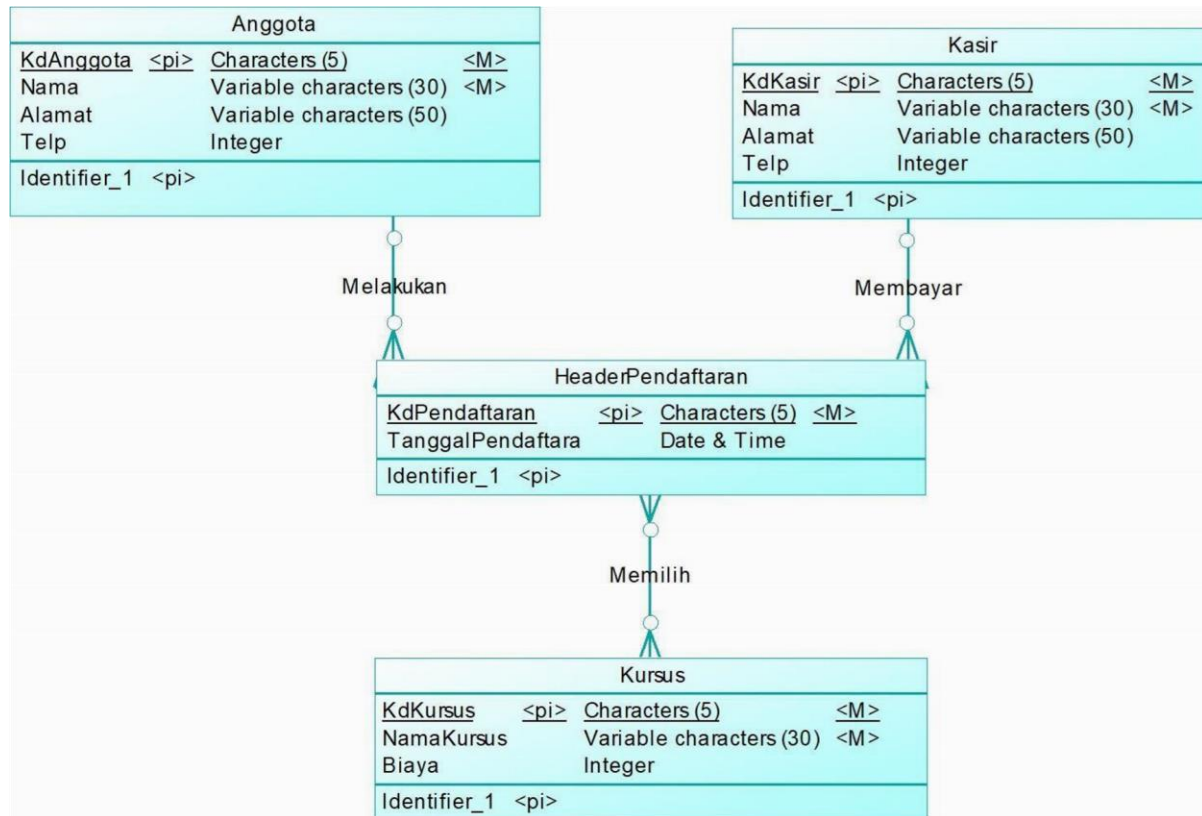 Anggota
KdAnggota <pi> Characters (5) <M>
Nama Variable characters (30) <M>
Alamat Variable characters (50)
Telp Integer
Identifier_1 <pi>
Kasir
KdKasir <pi> Characters (5) <M>
Nama Variable characters (30) <M>
Alamat Variable characters (50)
Telp Integer
Identifier_1 <pi>
Melakukan
Membayar
HeaderPendaftaran
KdPendaftaran <pi> Characters (5) <M>
TanggalPendaftara Date & Time
Identifier_1 <pi>
Memilih
Kursus
KdKursus <pi> Characters (5) <M>
NamaKursus Variable characters (30) <M>
Biaya Integer
Identifier_1 <pi>